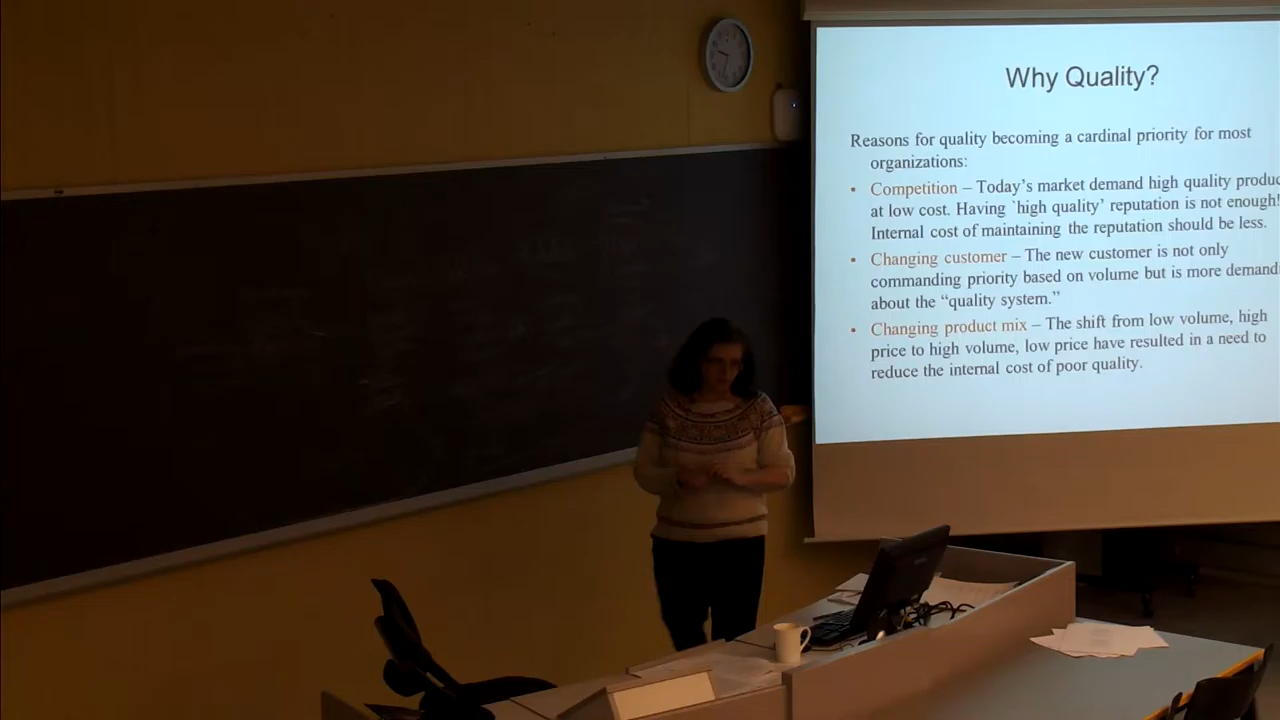 Why Quality?
Reasons for quality becoming a cardinal priority for most
organizations:
• Competition – Today's market demand high quality produc
at low cost. Having `high quality' reputation is not enough!
Internal cost of maintaining the reputation should be less.
• Changing customer – The new customer is not only
commanding priority based on volume but is more demandi
about the “quality system.”
• Changing product mix – The shift from low volume, high
price to high volume, low price have resulted in a need to
reduce the internal cost of poor quality.